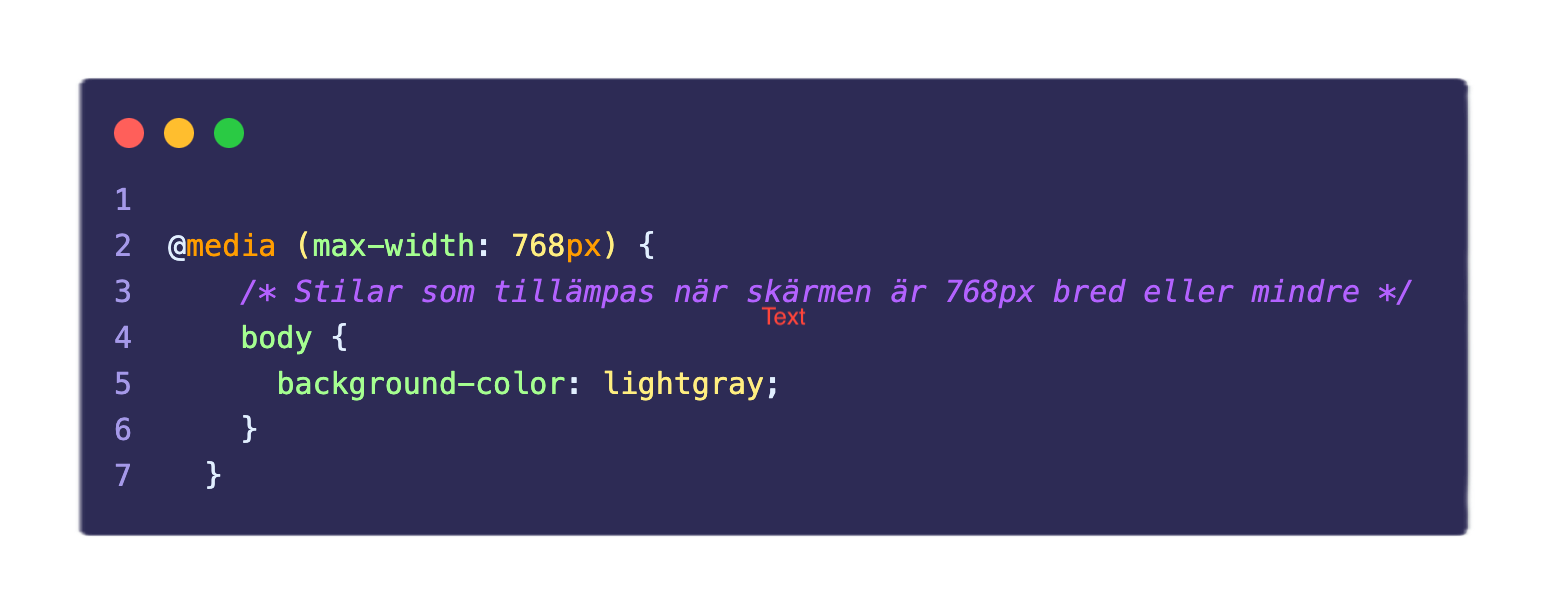 1
2 @media (max-width: 768px) {
3 /* Stilar som tillämpas när skärmen är 768px bred eller mindre */
Text
4 body {
5 background-color: lightgray;
6 }
7 }